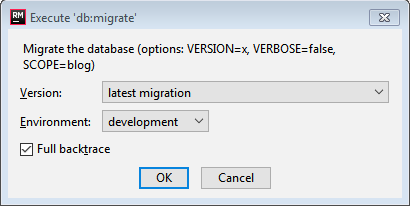 RM
Execute 'db:migrate'
Migrate the database (options: VERSION=x, VERBOSE=false,
SCOPE=blog)
Version: latest migration
Environment: development
Full backtrace
OK Cancel